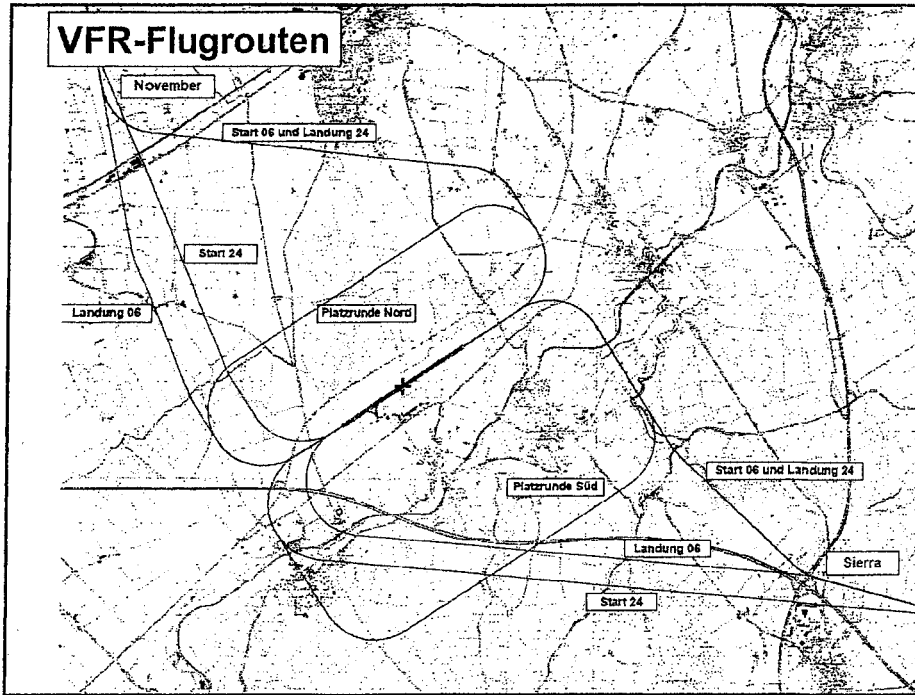 VFR-Flugrouten
November
Start 06 und Landung 24
Start 24
Landung 06
Platzrunde Nord
Start 06 und Landung 24
Platzrunde Süd
Landung 06
Sierra
Start 24